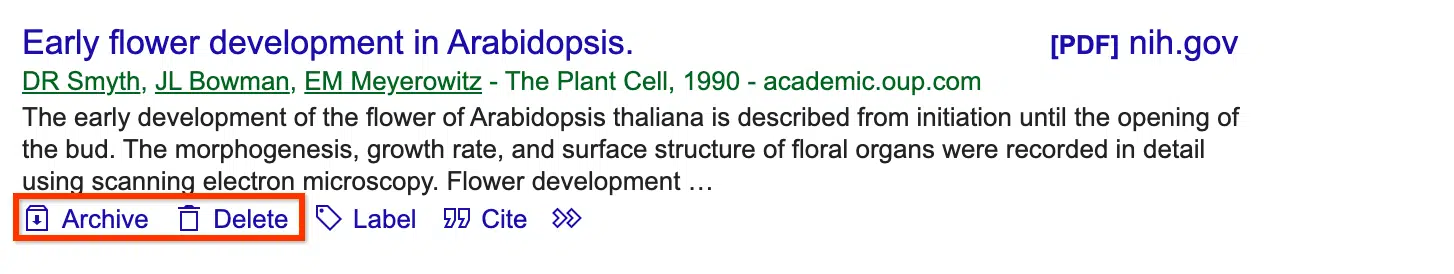 Early flower development in Arabidopsis. [PDF] nih.gov
DR Smyth, JL Bowman, EM Meyerowitz - The Plant Cell, 1990 - academic.oup.com
The early development of the flower of Arabidopsis thaliana is described from initiation until the opening of
the bud. The morphogenesis, growth rate, and surface structure of floral organs were recorded in detail
using scanning electron microscopy. Flower development …
Archive Delete Label Cite